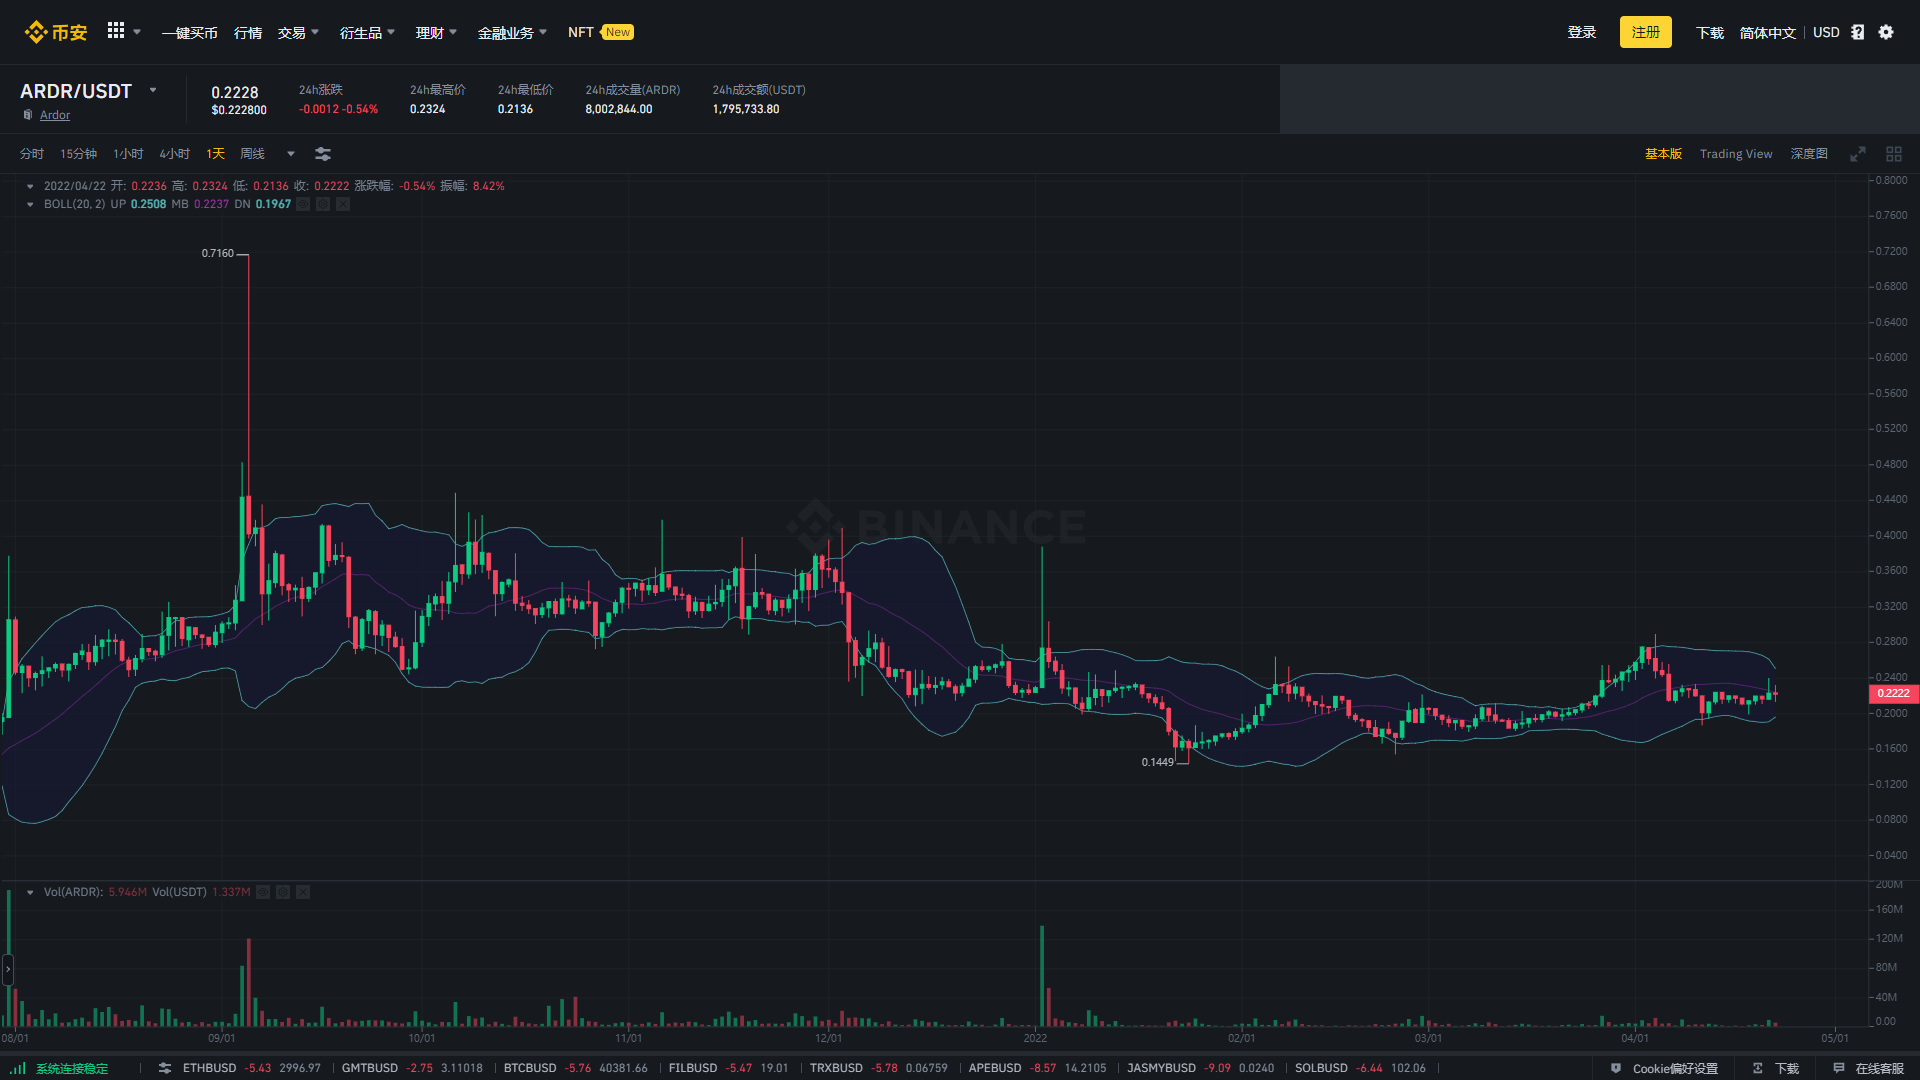 币安 一键买币 行情 交易 衍生品 理财 金融业务 NFT New 登录 注册 下载 简体中文 USD
ARDR/USDT
Ardor
0.2228
$0.222800
24h涨跌
-0.0012 -0.54%
24h最高价
0.2324
24h最低价
0.2136
24h成交量(ARDR)
8,002,844.00
24h成交额(USDT)
1,795,733.80
分时 15分钟 1小时 4小时 1天 周线 基本版 Trading View 深度图
2022/04/22 开: 0.2236 高: 0.2324 低: 0.2136 收: 0.2222 涨跌幅: -0.54% 振幅: 8.42%
BOLL(20, 2) UP 0.2508 MB 0.2237 DN 0.1967
0.7160
BINANCE
0.1449
0.8000
0.7600
0.7200
0.6800
0.6400
0.6000
0.5600
0.5200
0.4800
0.4400
0.4000
0.3600
0.3200
0.2800
0.2400
0.2222
0.2000
0.1600
0.1200
0.0800
0.0400
Vol(ARDR): 5.946M Vol(USDT) 1.337M
200M
160M
120M
80M
40M
0.00
08/01 09/01 10/01 11/01 12/01 2022 02/01 03/01 04/01 05/01
系统连接稳定 ETHBUSD -5.43 2996.97 GMTBUSD -2.75 3.11018 BTCBUSD -5.76 40381.66 FILBUSD -5.47 19.01 TRXBUSD -5.78 0.06759 APEBUSD -8.57 14.2105 JASMYBUSD -9.09 0.0240 SOLBUSD -6.44 102.06 Cookie偏好设置 下载 在线客服